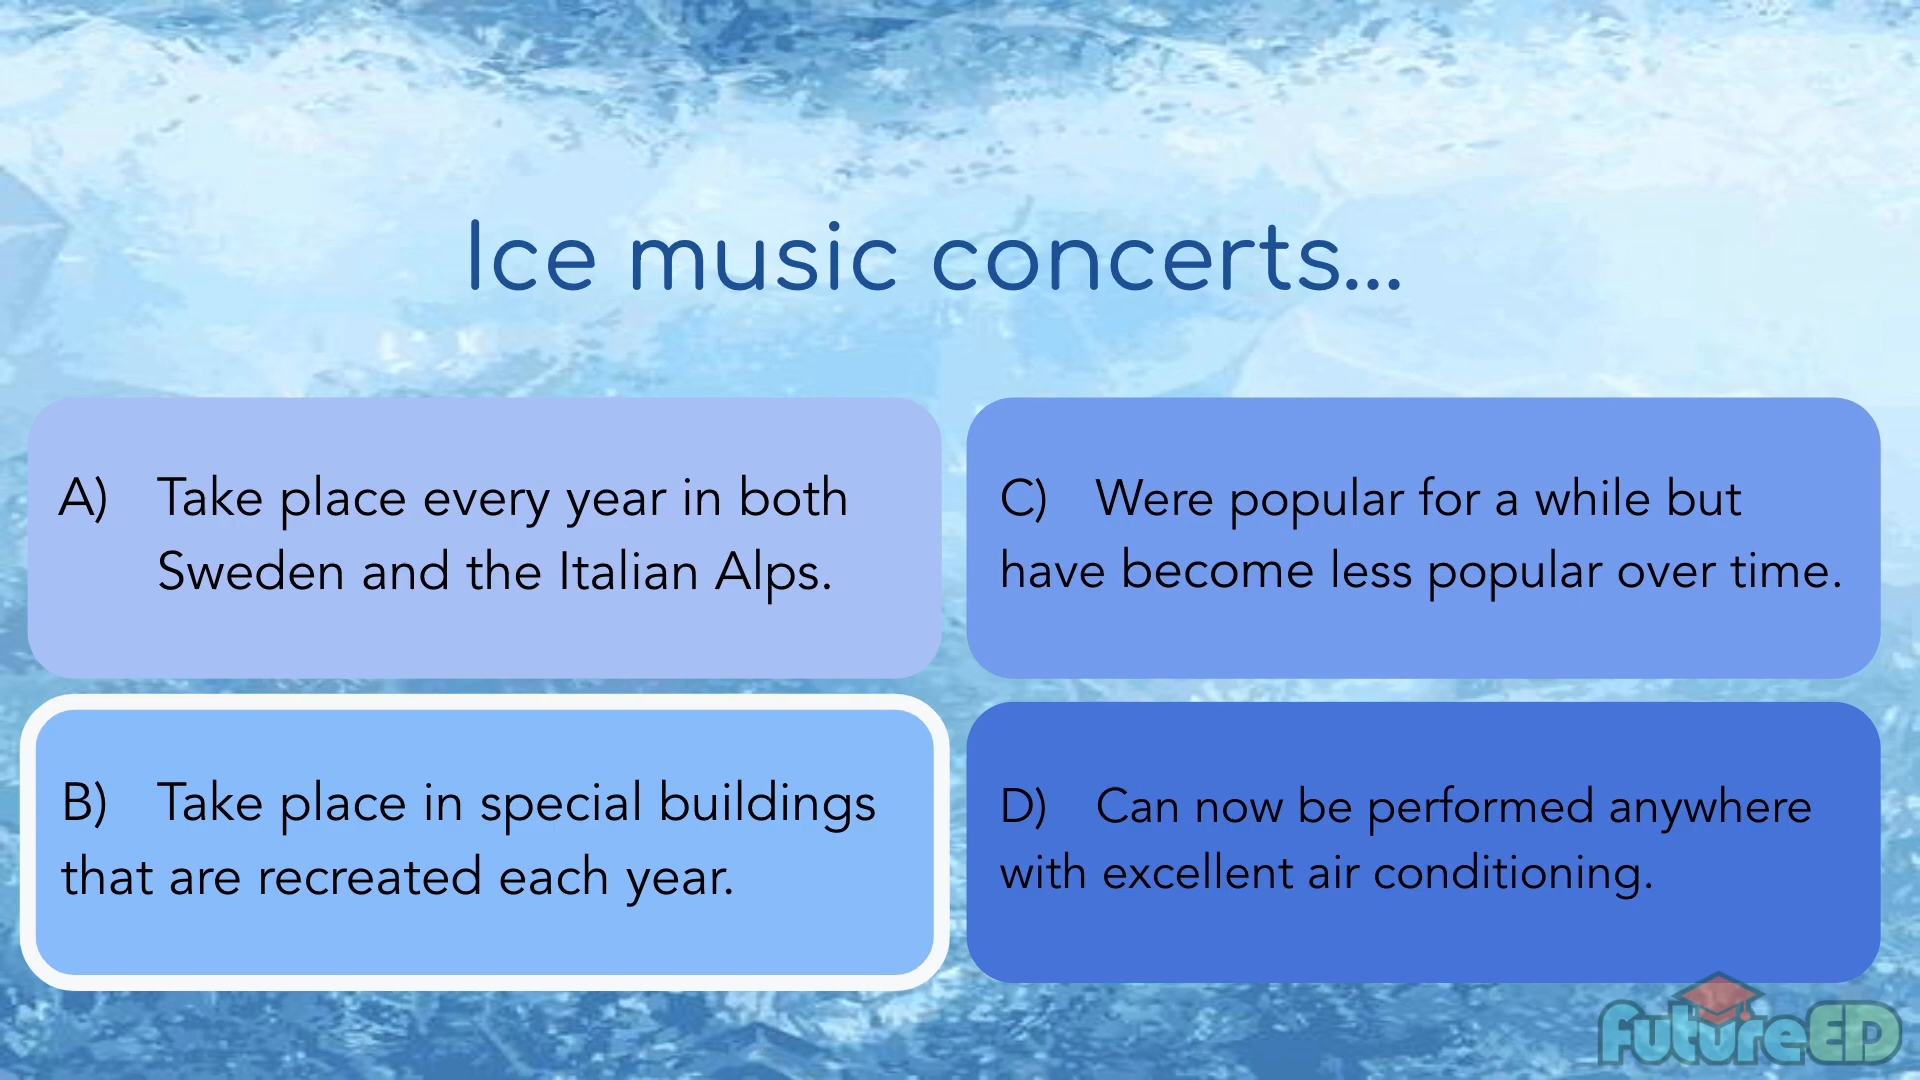 Ice music concerts...
A) Take place every year in both
Sweden and the Italian Alps.
B) Take place in special buildings
that are recreated each year.
C) Were popular for a while but
have become less popular over time.
D) Can now be performed anywhere
with excellent air conditioning.
FutureED